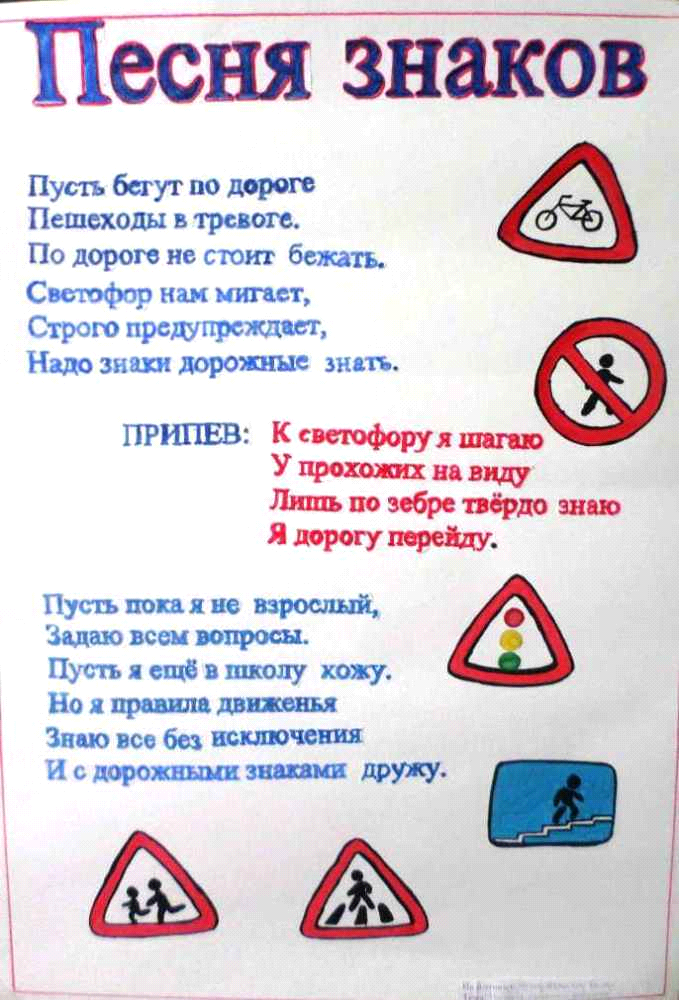 Песня знаков
Пусть бегут по дороге
Пешеходы в тревоге.
По дороге не стоит бежать.
Светофор нам мигает,
Строго предупреждает,
Надо знаки дорожные знать.
ПРИПЕВ: К светофору я шагаю
У прохожих на виду
Лишь по зебре твёрдо знаю
Я дорогу перейду.
Пусть пока я не взрослый,
Задаю всем вопросы.
Пусть я ещё в школу хожу.
Но я правила движенья
Знаю все без исключения
И с дорожными знаками дружу.